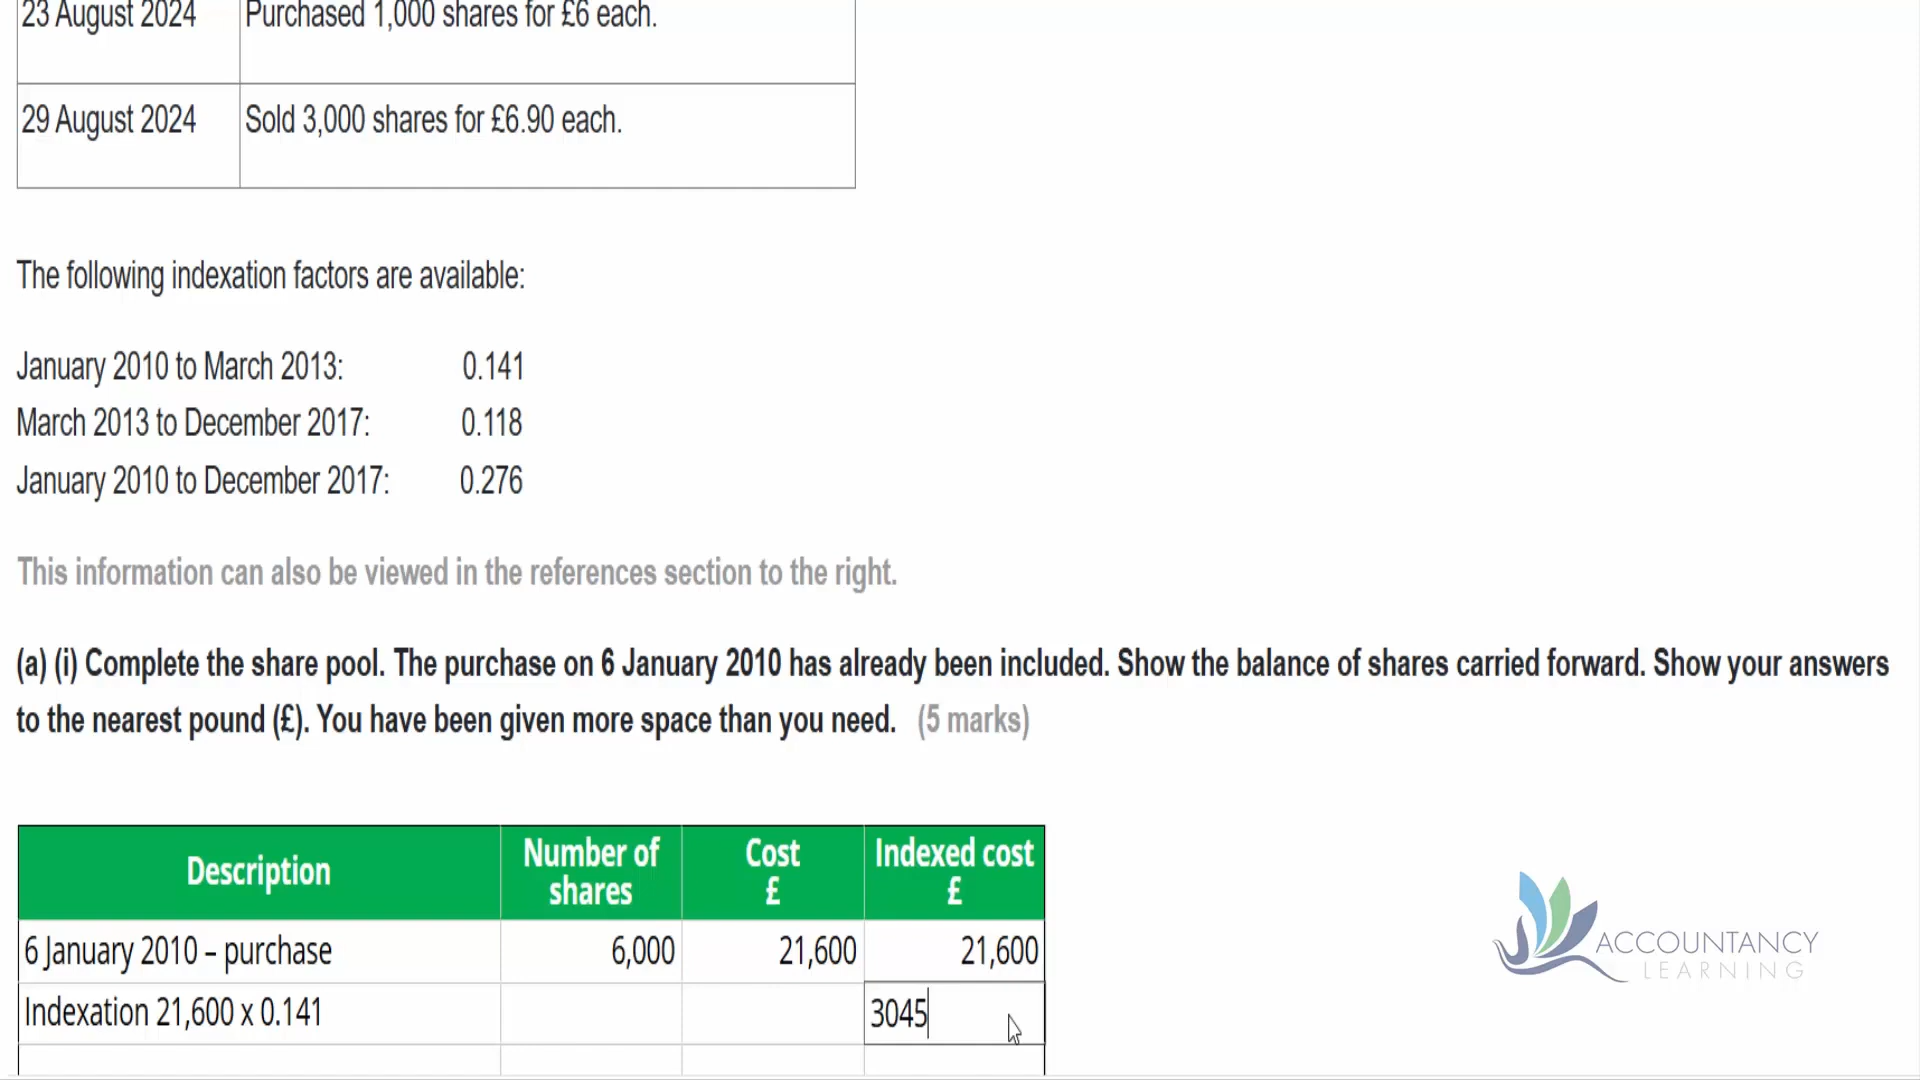 23 August 2024 Purchased 1,000 shares for £6 each.
29 August 2024 Sold 3,000 shares for £6.90 each.
The following indexation factors are available:
January 2010 to March 2013: 0.141
March 2013 to December 2017: 0.118
January 2010 to December 2017: 0.276
This information can also be viewed in the references section to the right.
(a) (i) Complete the share pool. The purchase on 6 January 2010 has already been included. Show the balance of shares carried forward. Show your answers
to the nearest pound (£). You have been given more space than you need. (5 marks)
Description Number of shares Cost £ Indexed cost £
6 January 2010 – purchase 6,000 21,600 21,600
Indexation 21,600 x 0.141 3045
ACCOUNTANCY
LEARNING